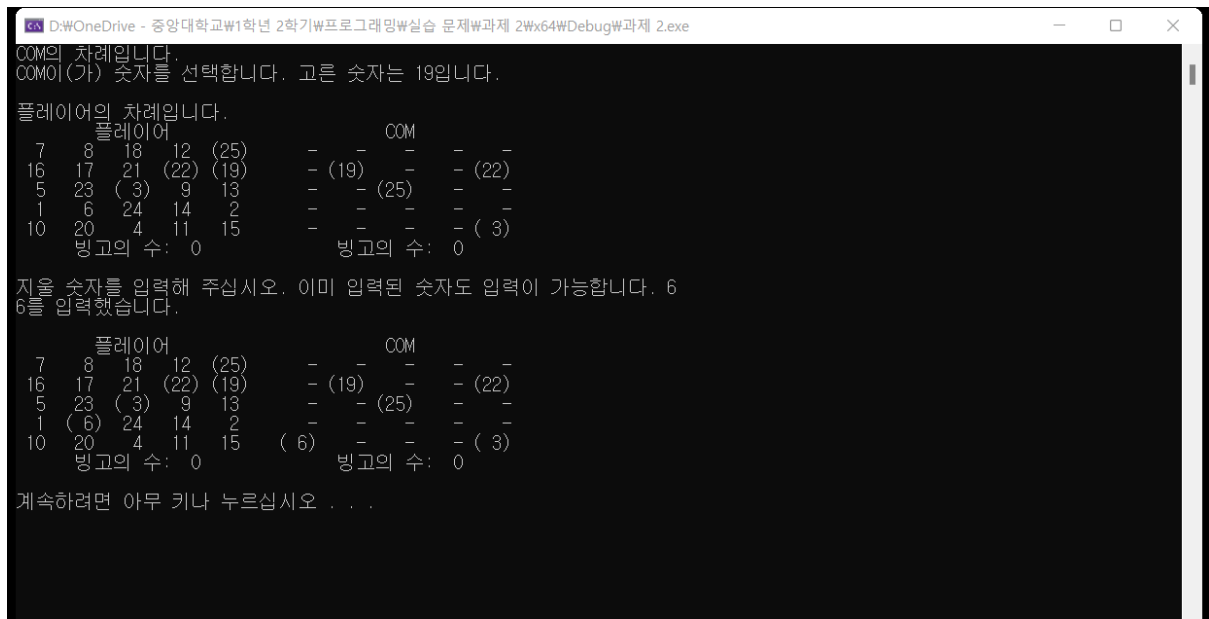 D:₩OneDrive - 중앙대학교₩1학년 2학기₩프로그래밍₩실습 문제₩과제 2₩x64₩Debug₩과제 2.exe
COM의 차례입니다.
COM이(가) 숫자를 선택합니다. 고른 숫자는 19입니다.
플레이어의 차례입니다.
플레이어 COM
7 8 18 12 (25) - - - - -
16 17 21 (22) (19) - (19) - - (22)
5 23 ( 3) 9 13 - - (25) - -
1 6 24 14 2 - - - - -
10 20 4 11 15 - - - - ( 3)
빙고의 수: 0 빙고의 수: 0
지울 숫자를 입력해 주십시오. 이미 입력된 숫자도 입력이 가능합니다. 6
6를 입력했습니다.
플레이어 COM
7 8 18 12 (25) - - - - -
16 17 21 (22) (19) - (19) - - (22)
5 23 ( 3) 9 13 - - (25) - -
1 ( 6) 24 14 2 - - - - -
10 20 4 11 15 ( 6) - - - ( 3)
빙고의 수: 0 빙고의 수: 0
계속하려면 아무 키나 누르십시오 . . .